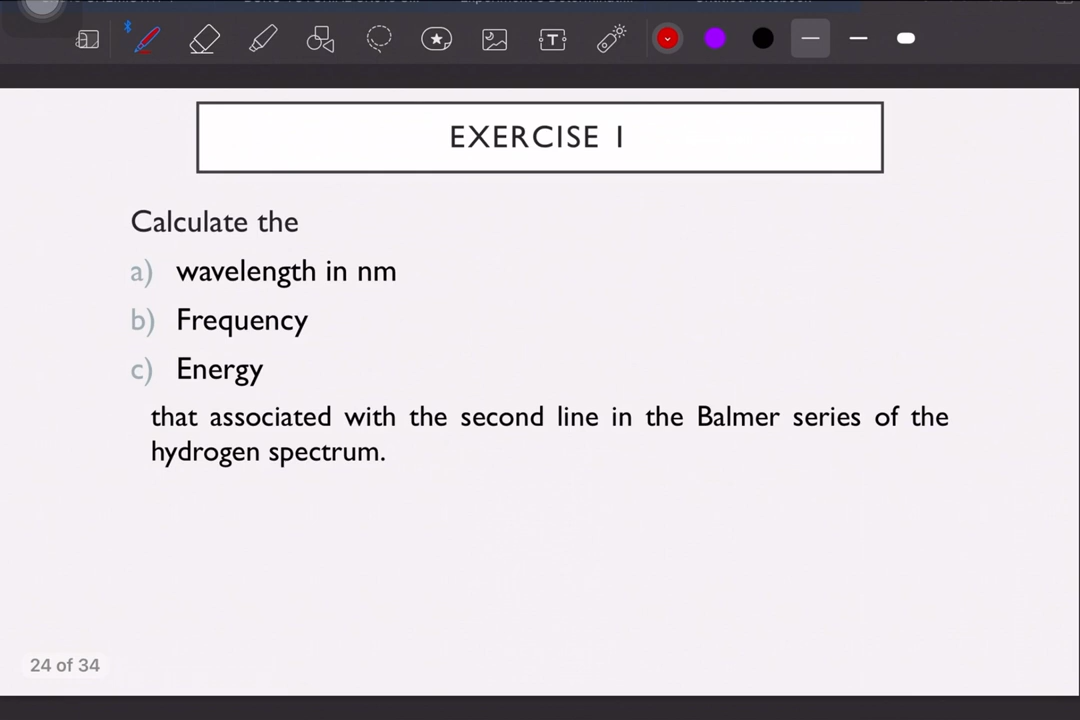 EXERCISE 1
Calculate the
a) wavelength in nm
b) Frequency
c) Energy
that associated with the second line in the Balmer series of the
hydrogen spectrum.
24 of 34